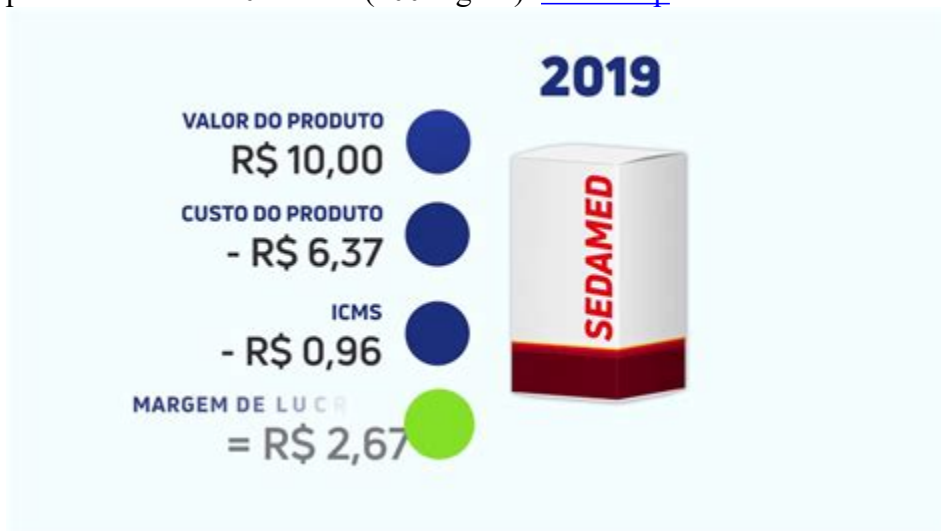 2019
VALOR DO PRODUTO
R$ 10,00
CUSTO DO PRODUTO
- R$ 6,37
ICMS
- R$ 0,96
MARGEM DE LUCR
= R$ 2,67
SEDAMED